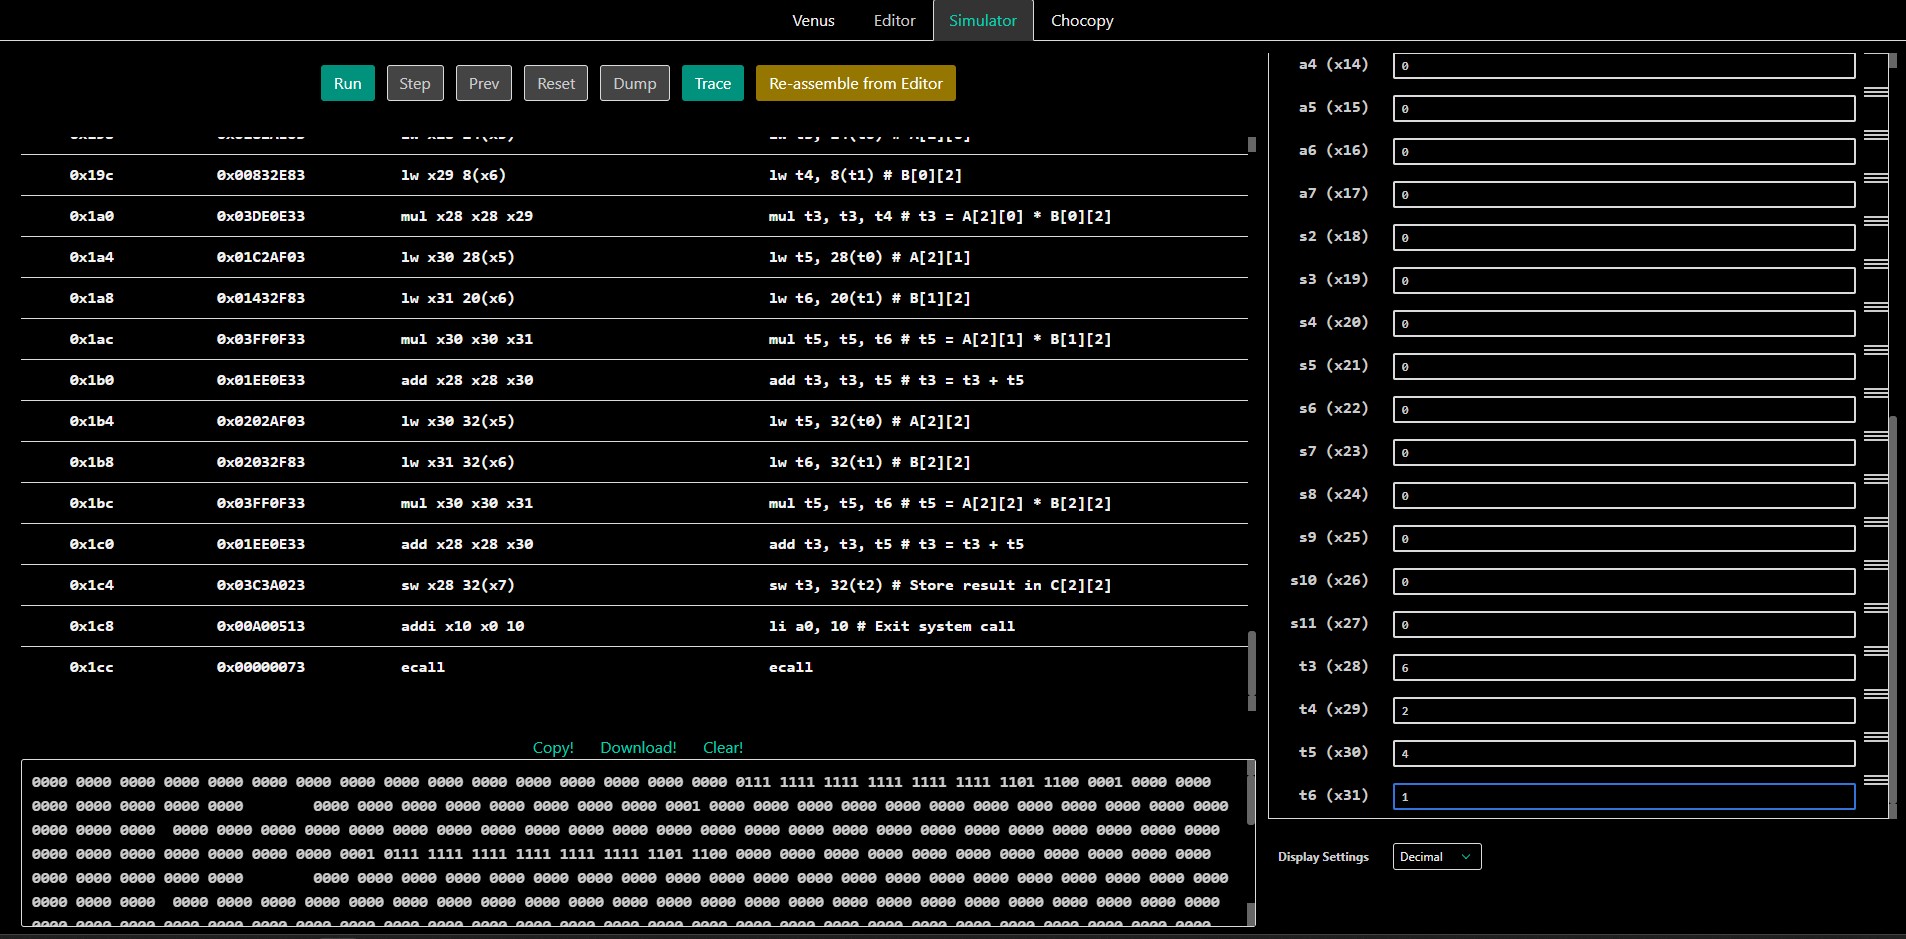 Venus Editor Simulator Chocopy
Run Step Prev Reset Dump Trace Re-assemble from Editor
0x19c 0x00832E83 lw x29 8(x6) lw t4, 8(t1) # B[0][2]
0x1a0 0x03DE0E33 mul x28 x28 x29 mul t3, t3, t4 # t3 = A[2][0] * B[0][2]
0x1a4 0x01C2AF03 lw x30 28(x5) lw t5, 28(t0) # A[2][1]
0x1a8 0x01432F83 lw x31 20(x6) lw t6, 20(t1) # B[1][2]
0x1ac 0x03FF0F33 mul x30 x30 x31 mul t5, t5, t6 # t5 = A[2][1] * B[1][2]
0x1b0 0x01EE0E33 add x28 x28 x30 add t3, t3, t5 # t3 = t3 + t5
0x1b4 0x0202AF03 lw x30 32(x5) lw t5, 32(t0) # A[2][2]
0x1b8 0x02032F83 lw x31 32(x6) lw t6, 32(t1) # B[2][2]
0x1bc 0x03FF0F33 mul x30 x30 x31 mul t5, t5, t6 # t5 = A[2][2] * B[2][2]
0x1c0 0x01EE0E33 add x28 x28 x30 add t3, t3, t5 # t3 = t3 + t5
0x1c4 0x03C3A023 sw x28 32(x7) sw t3, 32(t2) # Store result in C[2][2]
0x1c8 0x00A00513 addi x10 x0 10 li a0, 10 # Exit system call
0x1cc 0x00000073 ecall ecall
Copy! Download! Clear!
0000 0000 0000 0000 0000 0000 0000 0000 0000 0000 0000 0000 0000 0000 0000 0000 0111 1111 1111 1111 1111 1111 1101 1100 0001 0000 0000
0000 0000 0000 0000 0000 0000 0000 0000 0000 0000 0000 0000 0000 0001 0000 0000 0000 0000 0000 0000 0000 0000 0000 0000 0000 0000
0000 0000 0000 0000 0000 0000 0000 0000 0000 0000 0000 0000 0000 0000 0000 0000 0000 0000 0000 0000 0000 0000 0000 0000 0000 0000 0000
0000 0000 0000 0000 0000 0000 0000 0001 0111 1111 1111 1111 1111 1111 1101 1100 0000 0000 0000 0000 0000 0000 0000 0000 0000 0000 0000
0000 0000 0000 0000 0000 0000 0000 0000 0000 0000 0000 0000 0000 0000 0000 0000 0000 0000 0000 0000 0000 0000 0000 0000 0000 0000
0000 0000 0000 0000 0000 0000 0000 0000 0000 0000 0000 0000 0000 0000 0000 0000 0000 0000 0000 0000 0000 0000 0000 0000 0000 0000 0000
a4 (x14) 0
a5 (x15) 0
a6 (x16) 0
a7 (x17) 0
s2 (x18) 0
s3 (x19) 0
s4 (x20) 0
s5 (x21) 0
s6 (x22) 0
s7 (x23) 0
s8 (x24) 0
s9 (x25) 0
s10 (x26) 0
s11 (x27) 0
t3 (x28) 6
t4 (x29) 2
t5 (x30) 4
t6 (x31) 1
Display Settings Decimal